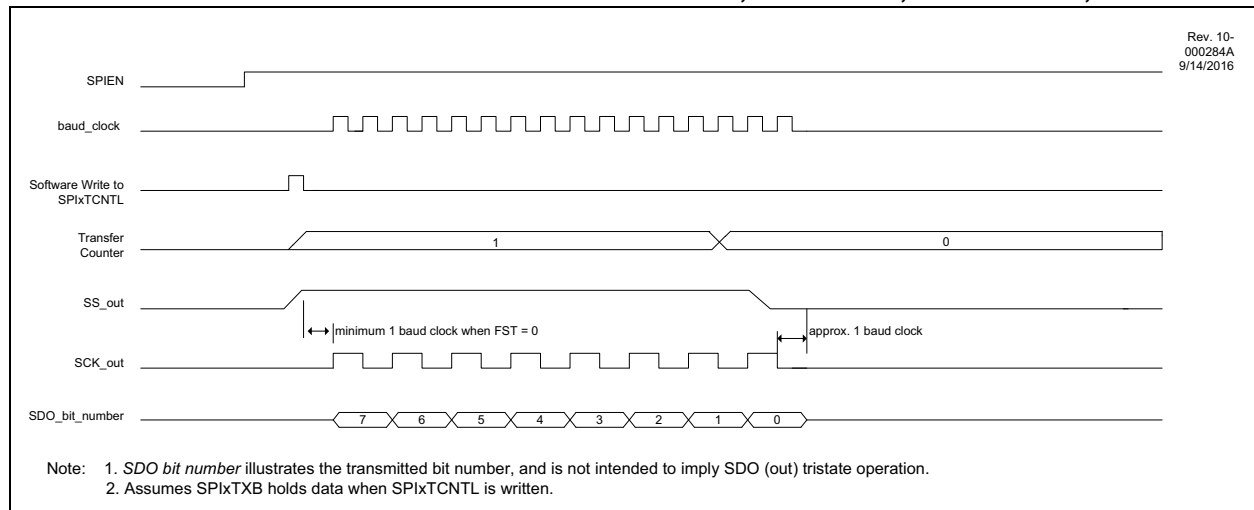 Rev. 10-
000284A
9/14/2016
SPIEN
baud_clock
Software Write to
SPIxTCNTL
Transfer
Counter
1
0
SS_out
minimum 1 baud clock when FST = 0
approx. 1 baud clock
SCK_out
SDO_bit_number
7 6 5 4 3 2 1 0
Note: 1. SDO bit number illustrates the transmitted bit number, and is not intended to imply SDO (out) tristate operation.
2. Assumes SPIxTXB holds data when SPIxTCNTL is written.